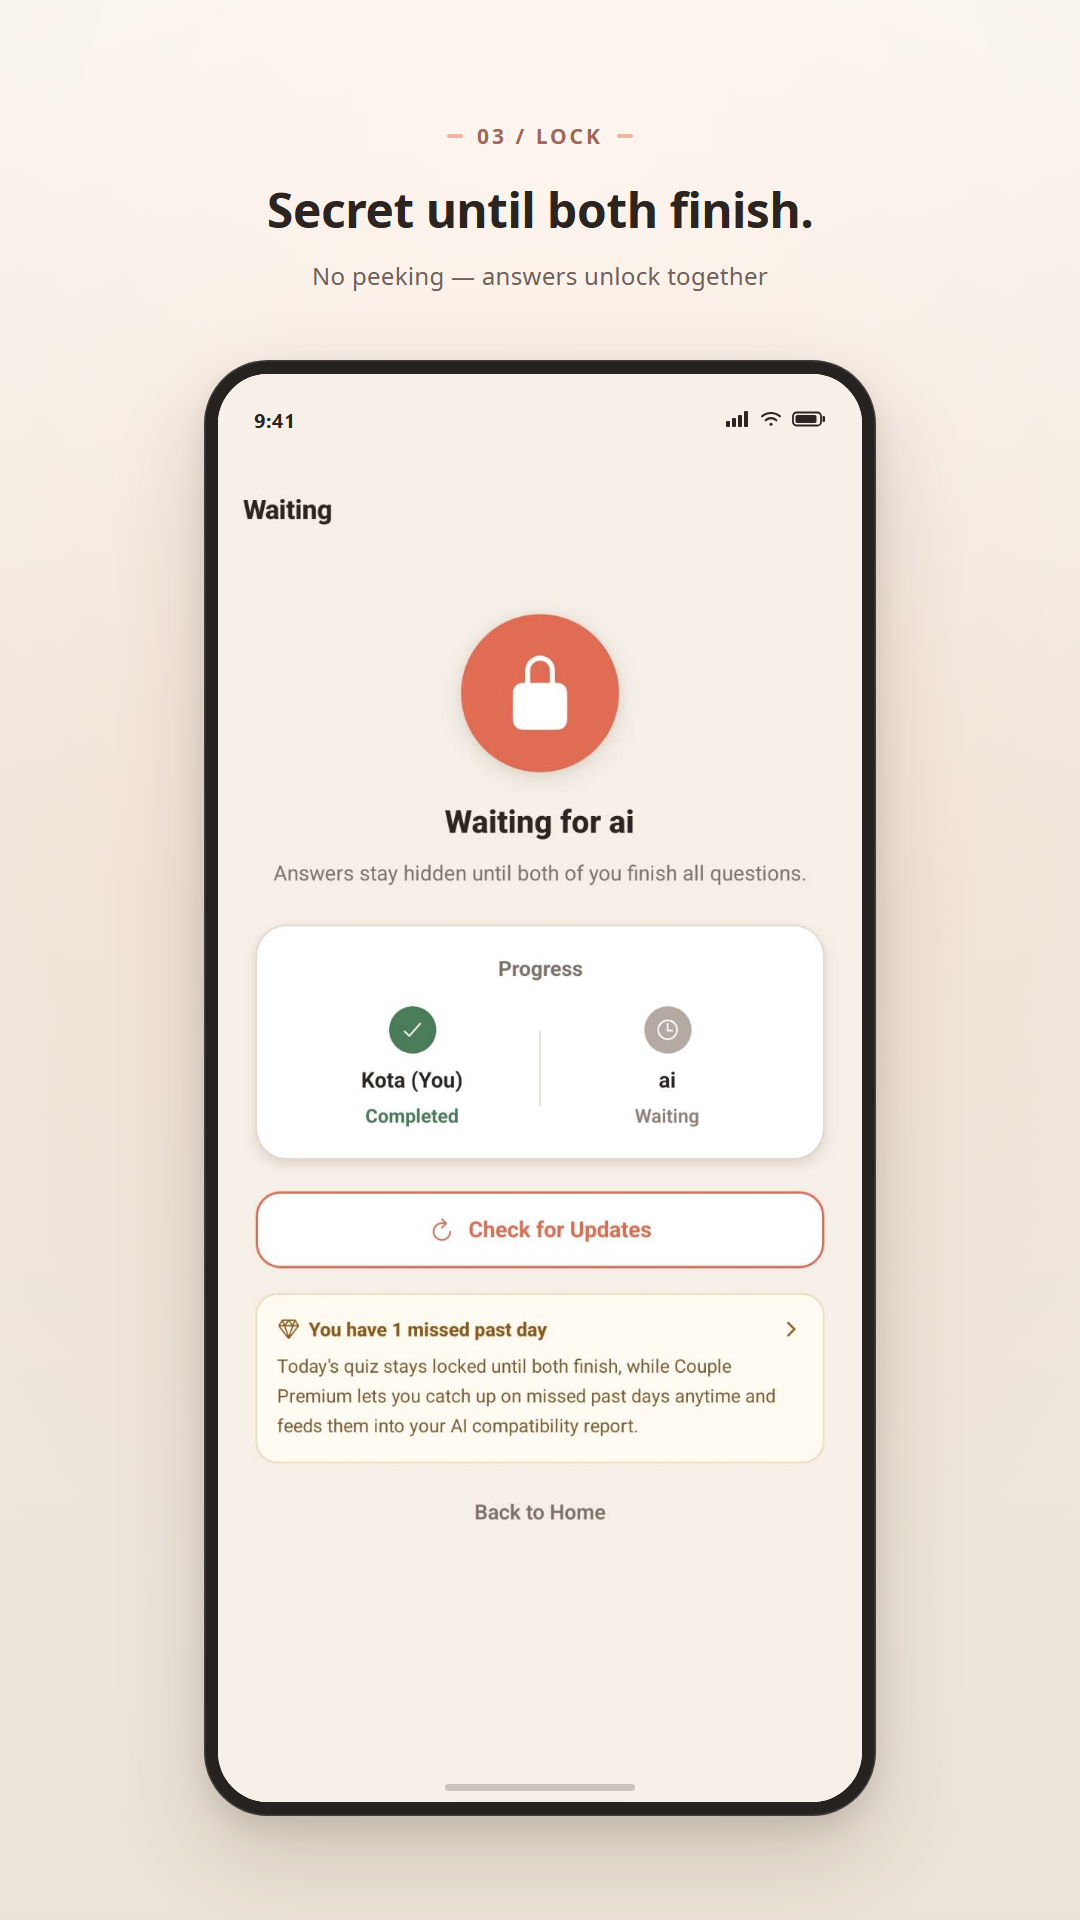 03 / LOCK
Secret until both finish.
No peeking — answers unlock together
9:41
Waiting
Waiting for ai
Answers stay hidden until both of you finish all questions.
Progress
Kota (You)
Completed
ai
Waiting
Check for Updates
You have 1 missed past day
Today's quiz stays locked until both finish, while Couple
Premium lets you catch up on missed past days anytime and
feeds them into your AI compatibility report.
Back to Home